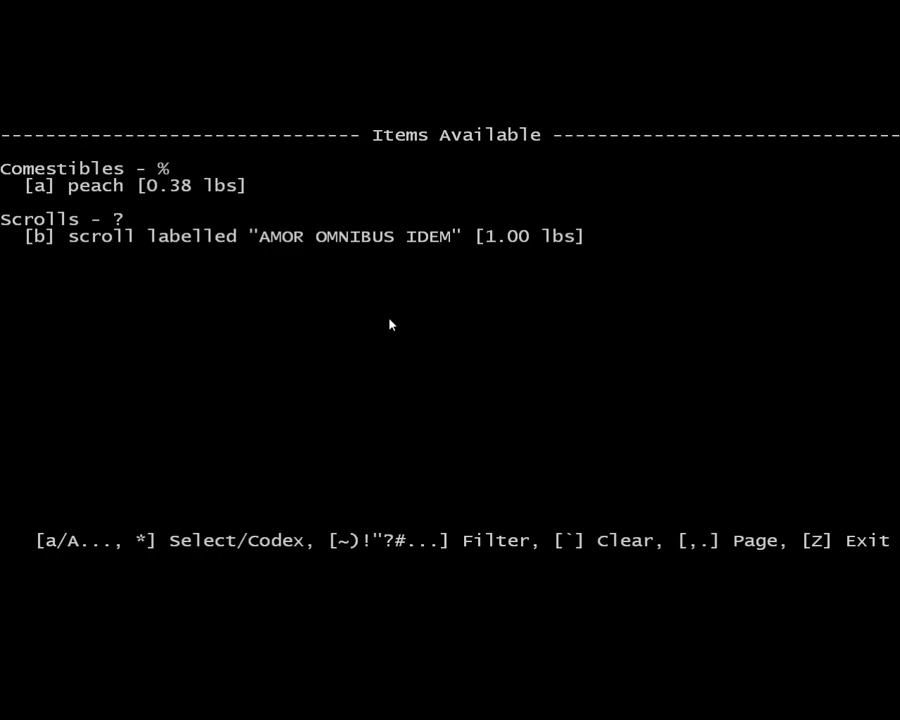 -------------------------------- Items Available -------------------------------
Comestibles - %
[a] peach [0.38 lbs]
Scrolls - ?
[b] scroll labelled "AMOR OMNIBUS IDEM" [1.00 lbs]
[a/A..., *] Select/Codex, [~)!"?#...] Filter, [`] Clear, [,.] Page, [Z] Exit